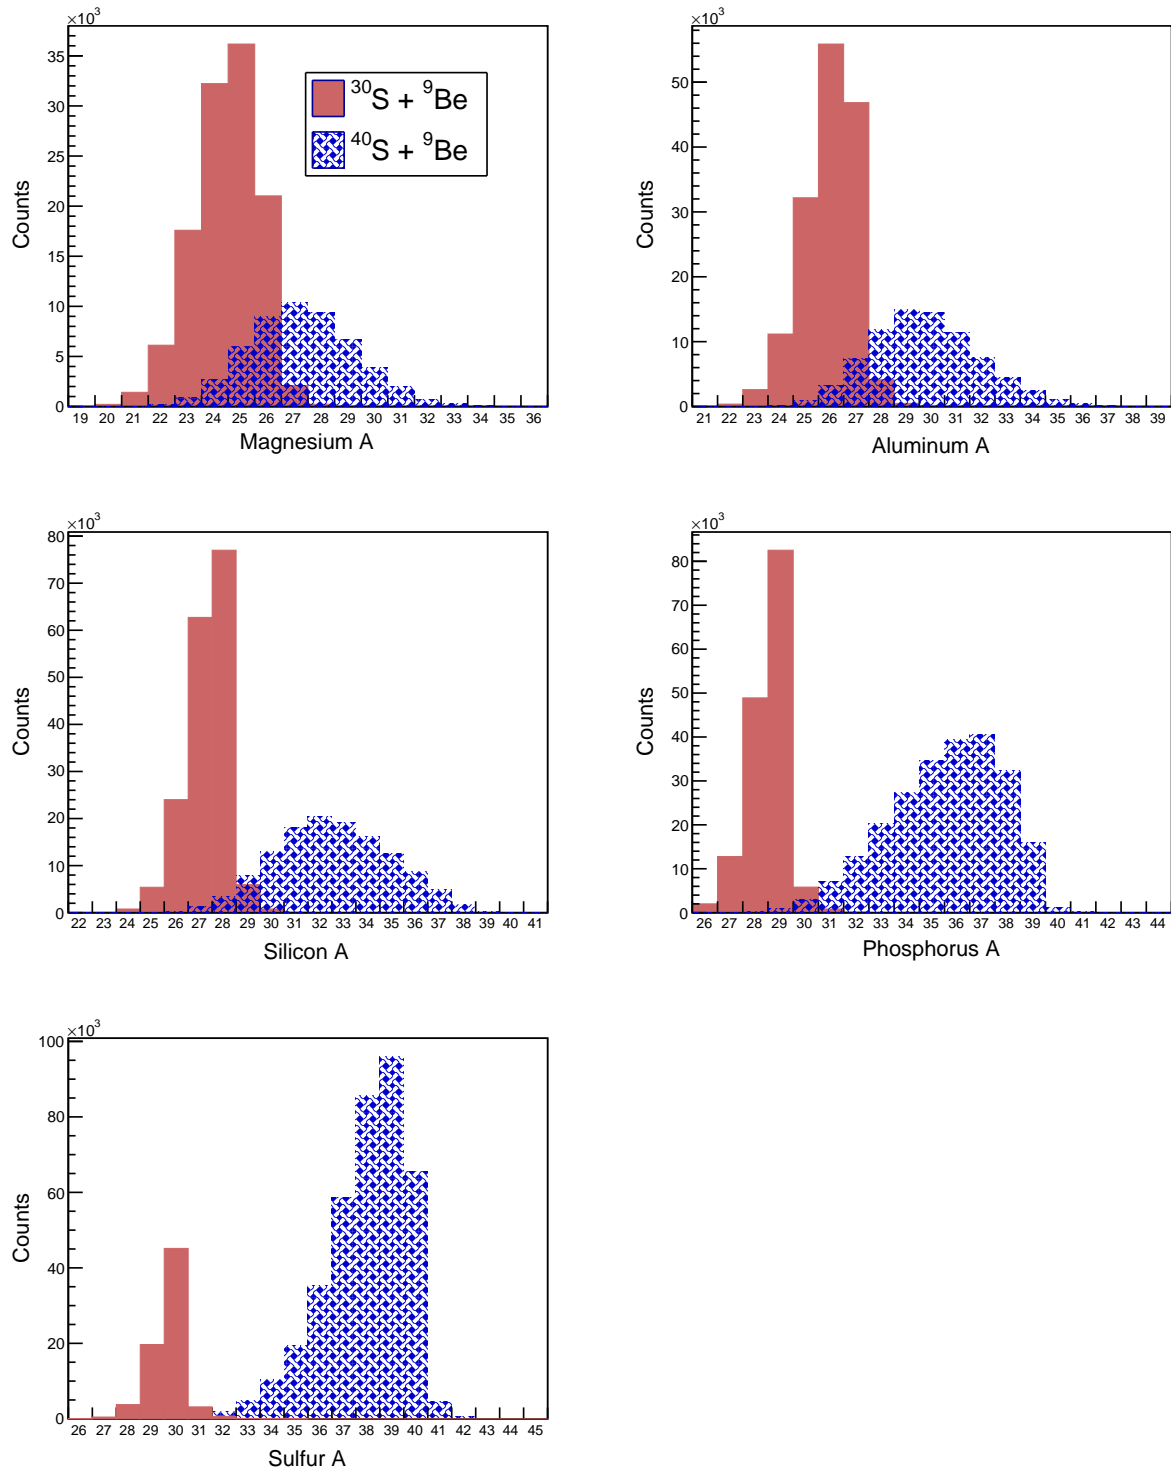 ×10³
35
30
25
20
15
10
5
0
Counts
19 20 21 22 23 24 25 26 27 28 29 30 31 32 33 34 35 36
Magnesium A
³⁰S + ⁹Be
⁴⁰S + ⁹Be
×10³
50
40
30
20
10
0
Counts
21 22 23 24 25 26 27 28 29 30 31 32 33 34 35 36 37 38 39
Aluminum A
×10³
80
70
60
50
40
30
20
10
0
Counts
22 23 24 25 26 27 28 29 30 31 32 33 34 35 36 37 38 39 40 41
Silicon A
×10³
80
70
60
50
40
30
20
10
0
Counts
26 27 28 29 30 31 32 33 34 35 36 37 38 39 40 41 42 43 44
Phosphorus A
×10³
100
80
60
40
20
0
Counts
26 27 28 29 30 31 32 33 34 35 36 37 38 39 40 41 42 43 44 45
Sulfur A